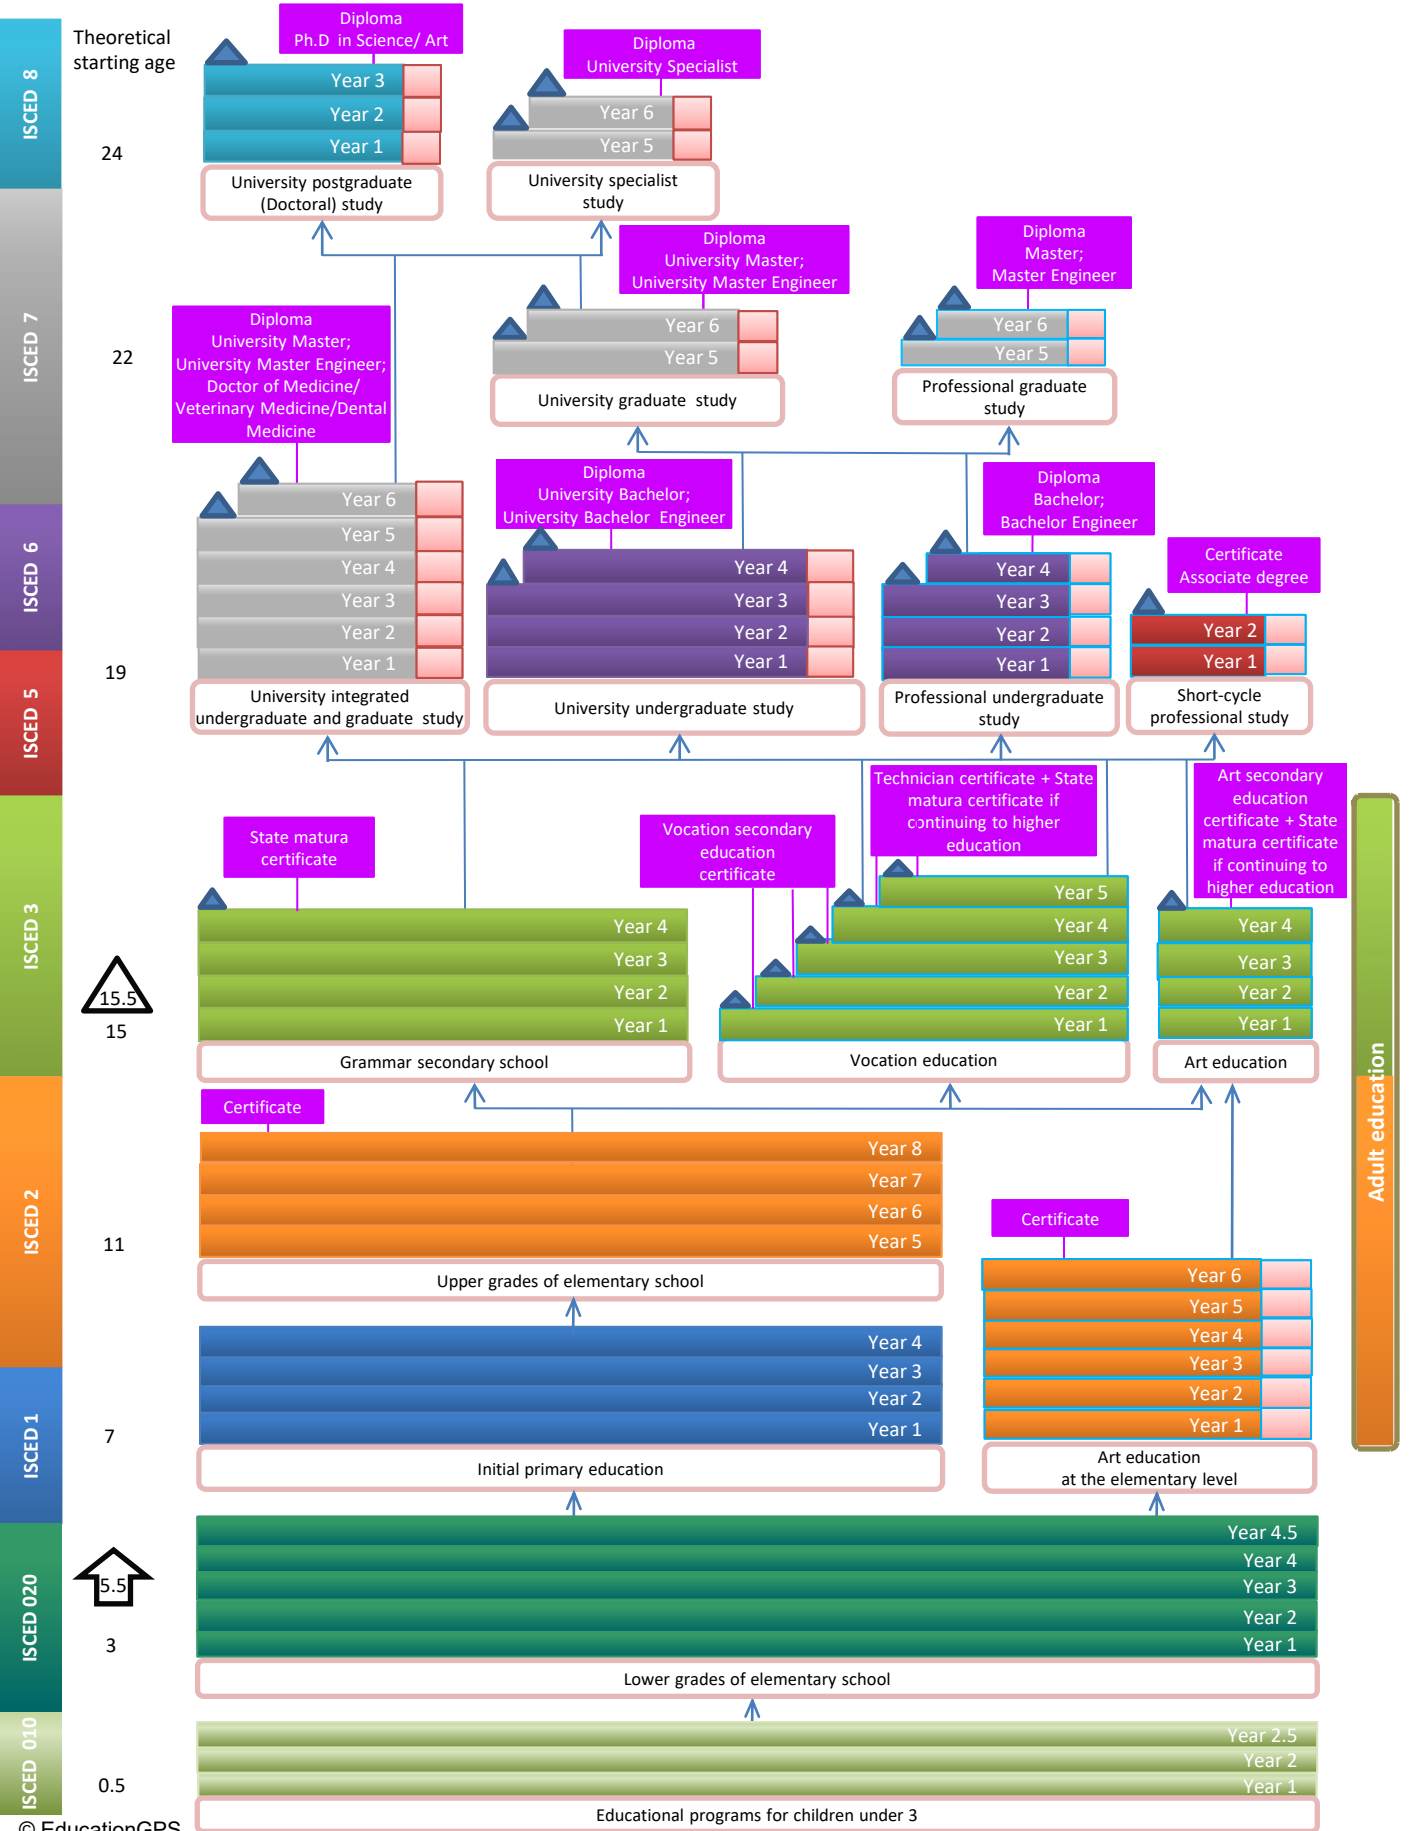 ISCED 8
Theoretical
starting age
24
Diploma
Ph.D in Science/ Art
Year 3
Year 2
Year 1
University postgraduate
(Doctoral) study
Diploma
University Specialist
Year 6
Year 5
University specialist
study
ISCED 7
22
Diploma
University Master;
University Master Engineer;
Doctor of Medicine/
Veterinary Medicine/Dental
Medicine
Diploma
University Master;
University Master Engineer
Year 6
Year 5
University graduate study
Diploma
Master;
Master Engineer
Year 6
Year 5
Professional graduate
study
ISCED 6
ISCED 5
19
Year 6
Year 5
Year 4
Year 3
Year 2
Year 1
University integrated
undergraduate and graduate study
Diploma
University Bachelor;
University Bachelor Engineer
Year 4
Year 3
Year 2
Year 1
University undergraduate study
Diploma
Bachelor;
Bachelor Engineer
Year 4
Year 3
Year 2
Year 1
Professional undergraduate
study
Certificate
Associate degree
Year 2
Year 1
Short-cycle
professional study
ISCED 3
15.5
15
State matura
certificate
Year 4
Year 3
Year 2
Year 1
Grammar secondary school
Vocation secondary
education
certificate
Technician certificate + State
matura certificate if
continuing to higher
education
Year 5
Year 4
Year 3
Year 2
Year 1
Vocation education
Art secondary
education
certificate + State
matura certificate
if continuing to
higher education
Year 4
Year 3
Year 2
Year 1
Art education
Adult education
ISCED 2
11
Certificate
Year 8
Year 7
Year 6
Year 5
Upper grades of elementary school
Certificate
Year 6
Year 5
Year 4
Year 3
Year 2
Year 1
Art education
at the elementary level
ISCED 1
7
Year 4
Year 3
Year 2
Year 1
Initial primary education
ISCED 020
5.5
3
Year 4.5
Year 4
Year 3
Year 2
Year 1
Lower grades of elementary school
ISCED 010
0.5
Year 2.5
Year 2
Year 1
Educational programs for children under 3
© EducationGPS